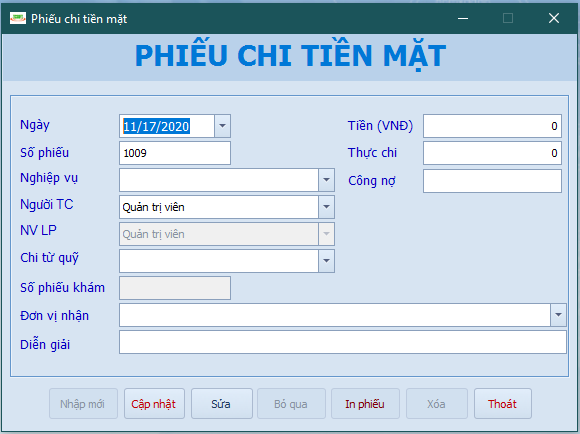 Phiếu chi tiền mặt
PHIẾU CHI TIỀN MẶT
Ngày 11/17/2020 Tiền (VNĐ) 0
Số phiếu 1009 Thực chi 0
Nghiệp vụ Công nợ
Người TC Quản trị viên
NV LP Quản trị viên
Chi từ quỹ
Số phiếu khám
Đơn vị nhận
Diễn giải
Nhập mới Cập nhật Sửa Bỏ qua In phiếu Xóa Thoát